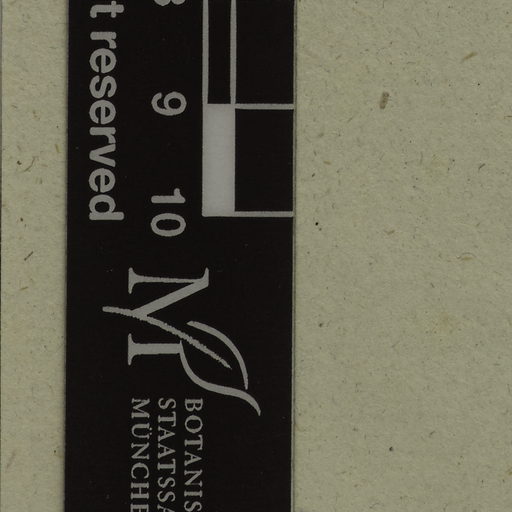 9
10
t reserved
M
BOTANIS
STAATSSA
MÜNCHE